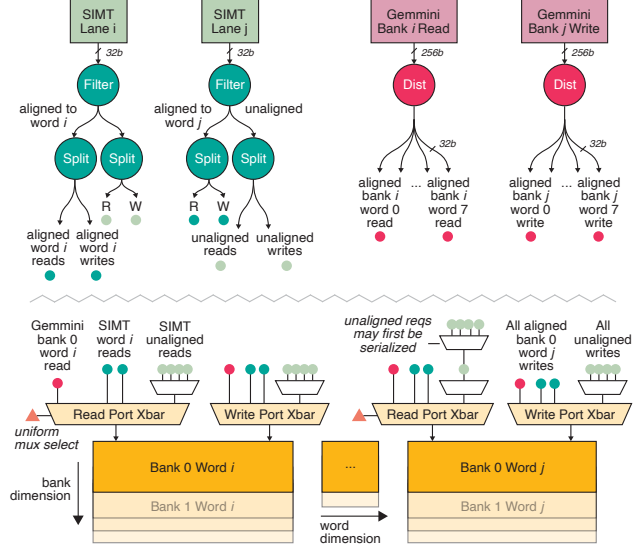 SIMT
Lane i
SIMT
Lane j
Gemmini
Bank i Read
Gemmini
Bank j Write
32b
32b
256b
256b
Filter
Filter
Dist
Dist
aligned to
word i
aligned to
word j
unaligned
32b
32b
Split
Split
Split
Split
R
W
R
W
aligned
word i
reads
aligned
word i
writes
unaligned
reads
unaligned
writes
aligned
bank i
word 0
read
...
aligned
bank i
word 7
read
aligned
bank j
word 0
write
...
aligned
bank j
word 7
write
Gemmini
bank 0
word i
read
SIMT
word i
reads
SIMT
unaligned
reads
unaligned reqs
may first be
serialized
All aligned
bank 0
word j
writes
All
unaligned
writes
Read Port Xbar
Write Port Xbar
Read Port Xbar
Write Port Xbar
uniform
mux select
bank
dimension
Bank 0 Word i
...
Bank 0 Word j
Bank 1 Word i
Bank 1 Word j
word
dimension